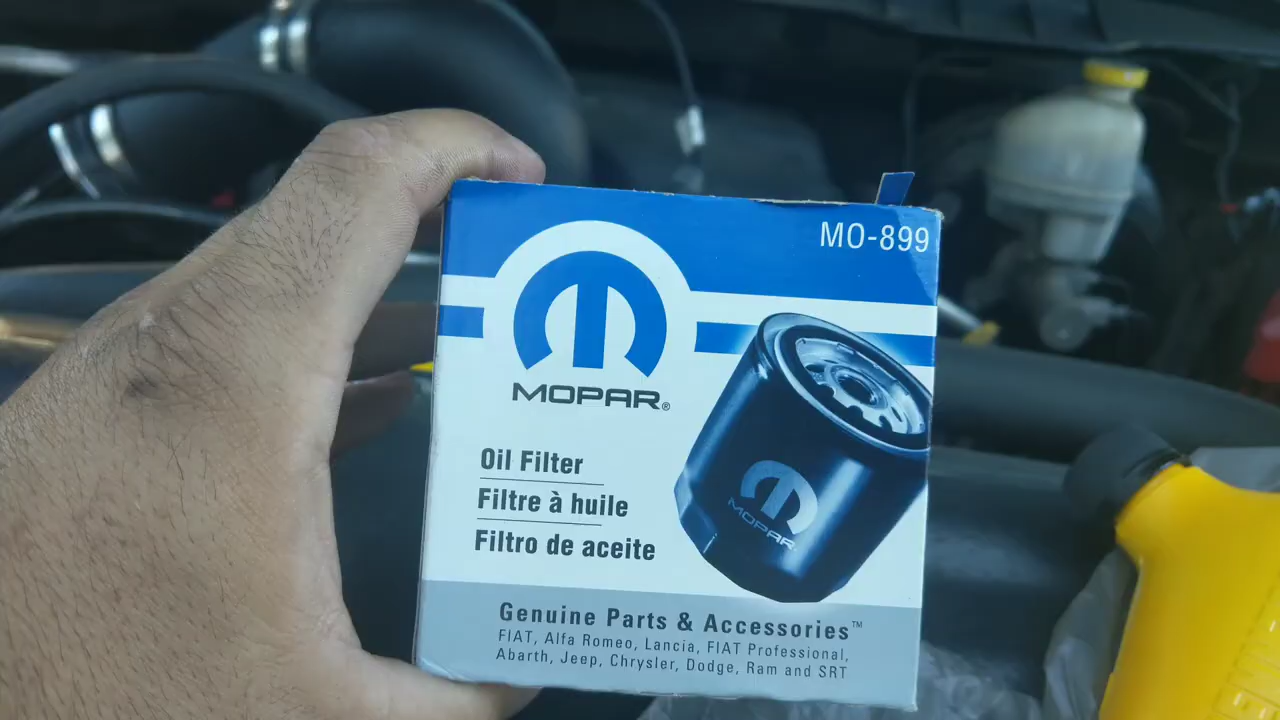 MO-899
MOPAR®
Oil Filter
Filtre à huile
Filtro de aceite
MOPAR
Genuine Parts & Accessories™
FIAT, Alfa Romeo, Lancia, FIAT Professional,
Abarth, Jeep, Chrysler, Dodge, Ram and SRT